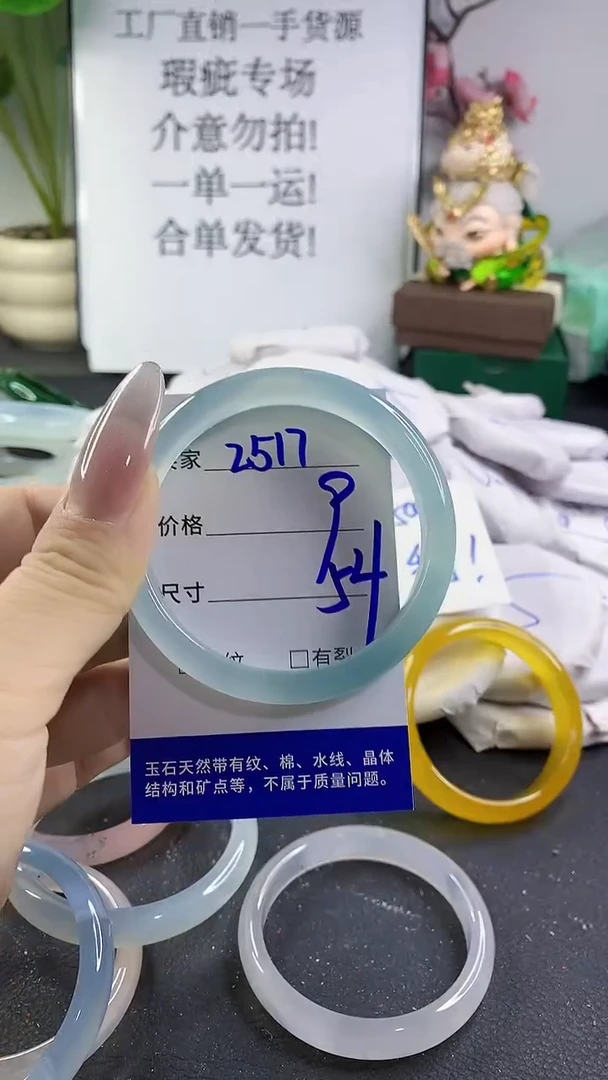 工厂直销一手货源
瑕疵专场
介意勿拍!
一单一运!
合单发货!
家 2517
价格
尺寸 54
纹 □有裂
玉石天然带有纹、棉、水线、晶体
结构和矿点等，不属于质量问题。